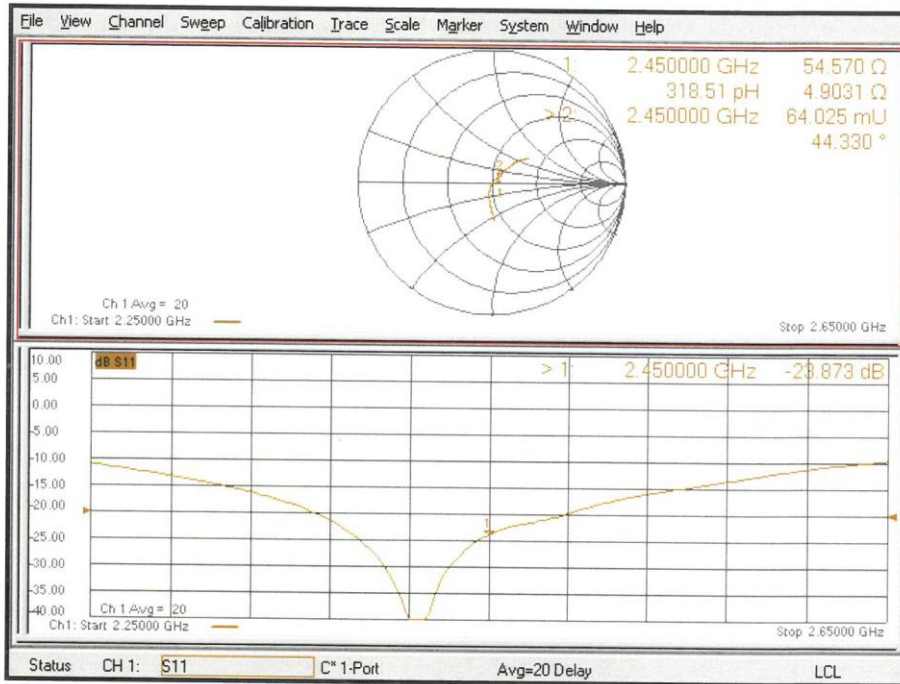 File View Channel Sweep Calibration Trace Scale Marker System Window Help
1: 2.450000 GHz 54.570 Ω
318.51 pH 4.9031 Ω
> 2: 2.450000 GHz 64.025 mU
44.330 °
2
1
Ch 1 Avg = 20
Ch1: Start 2.25000 GHz
Stop 2.65000 GHz
10.00
dB S11
> 1: 2.450000 GHz -23.873 dB
5.00
0.00
-5.00
-10.00
-15.00
-20.00
1
-25.00
-30.00
-35.00
-40.00
Ch 1 Avg = 20
Ch1: Start 2.25000 GHz
Stop 2.65000 GHz
Status CH 1: S11 C* 1-Port Avg=20 Delay LCL